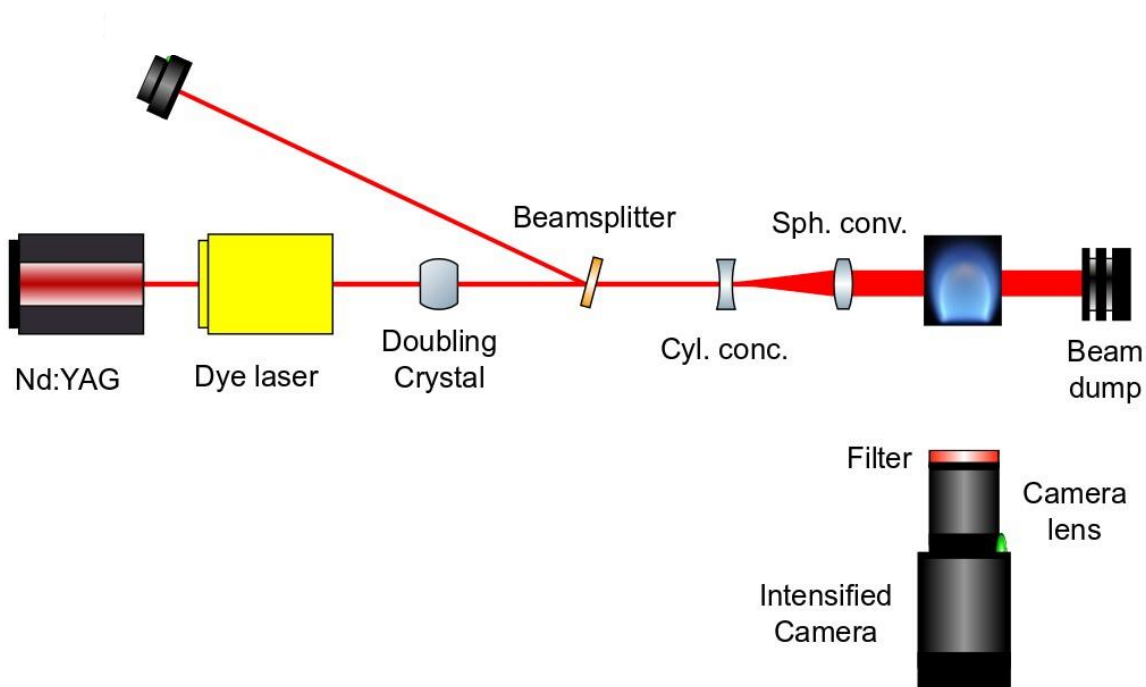 Beamsplitter
Sph. conv.
Nd:YAG
Dye laser
Doubling
Crystal
Cyl. conc.
Beam
dump
Filter
Camera
lens
Intensified
Camera